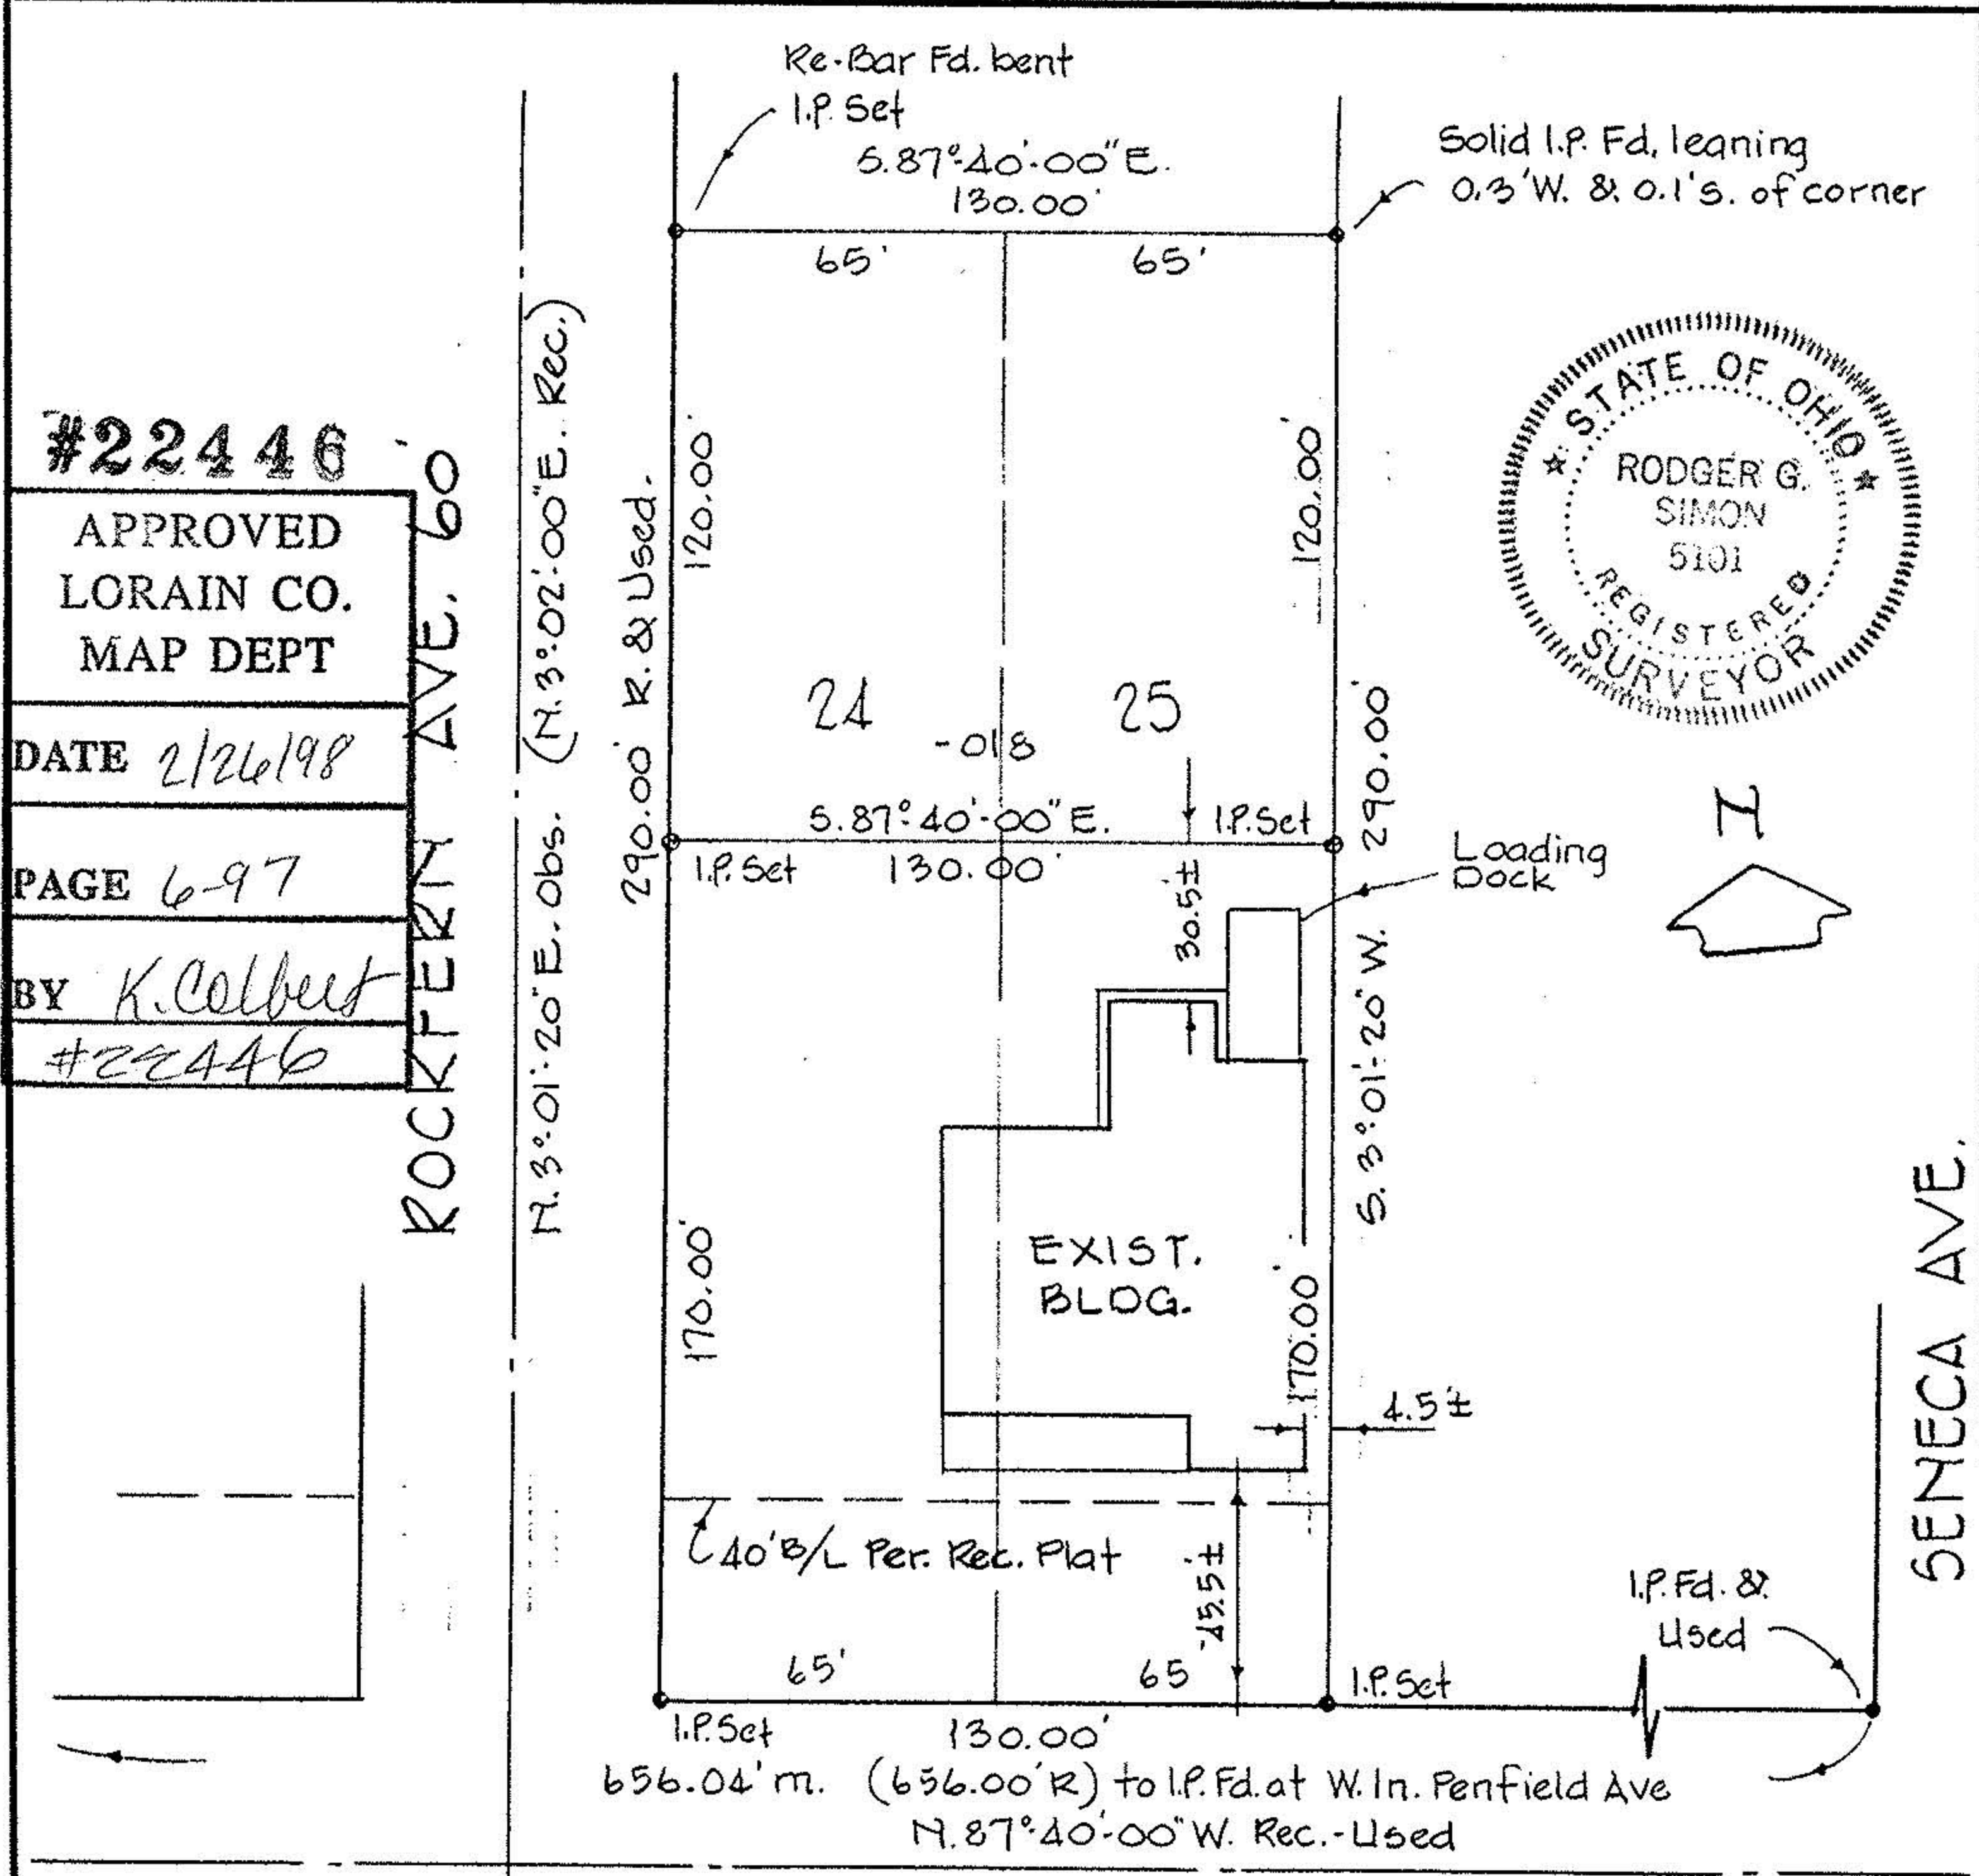 Re-Bar Fd. bent
I.P. Set
S.87°-40'-00"E.
130.00'
Solid I.P. Fd. leaning
0.3'W. & 0.1's. of corner
65'
65'
STATE OF OHIO
RODGER G.
SIMON
5101
REGISTERED
SURVEYOR
#22446
APPROVED
LORAIN CO.
MAP DEPT
DATE 2/26/98
PAGE 6-97
BY K. Colbert
#22446
ROCKFERN AVE. 60'
N.3°-01'-20"E. Obs. (N.3°-02'-00"E. Rec.)
290.00' R. & Used.
120.00'
120.00'
24
25
-018
S.87°-40'-00"E.
I.P. Set
I.P. Set
130.00'
290.00'
S.3°-01'-20"W.
30.5'±
Loading
Dock
N
170.00'
EXIST.
BLDG.
170.00'
4.5'±
40'B/L Per. Rec. Plat
45.5'±
SENECA AVE.
I.P. Fd. &
Used
65'
65
I.P. Set
I.P. Set
130.00'
656.04'm. (656.00'R) to I.P. Fd. at W. ln. Penfield Ave
N.87°-40'-00"W. Rec.-Used